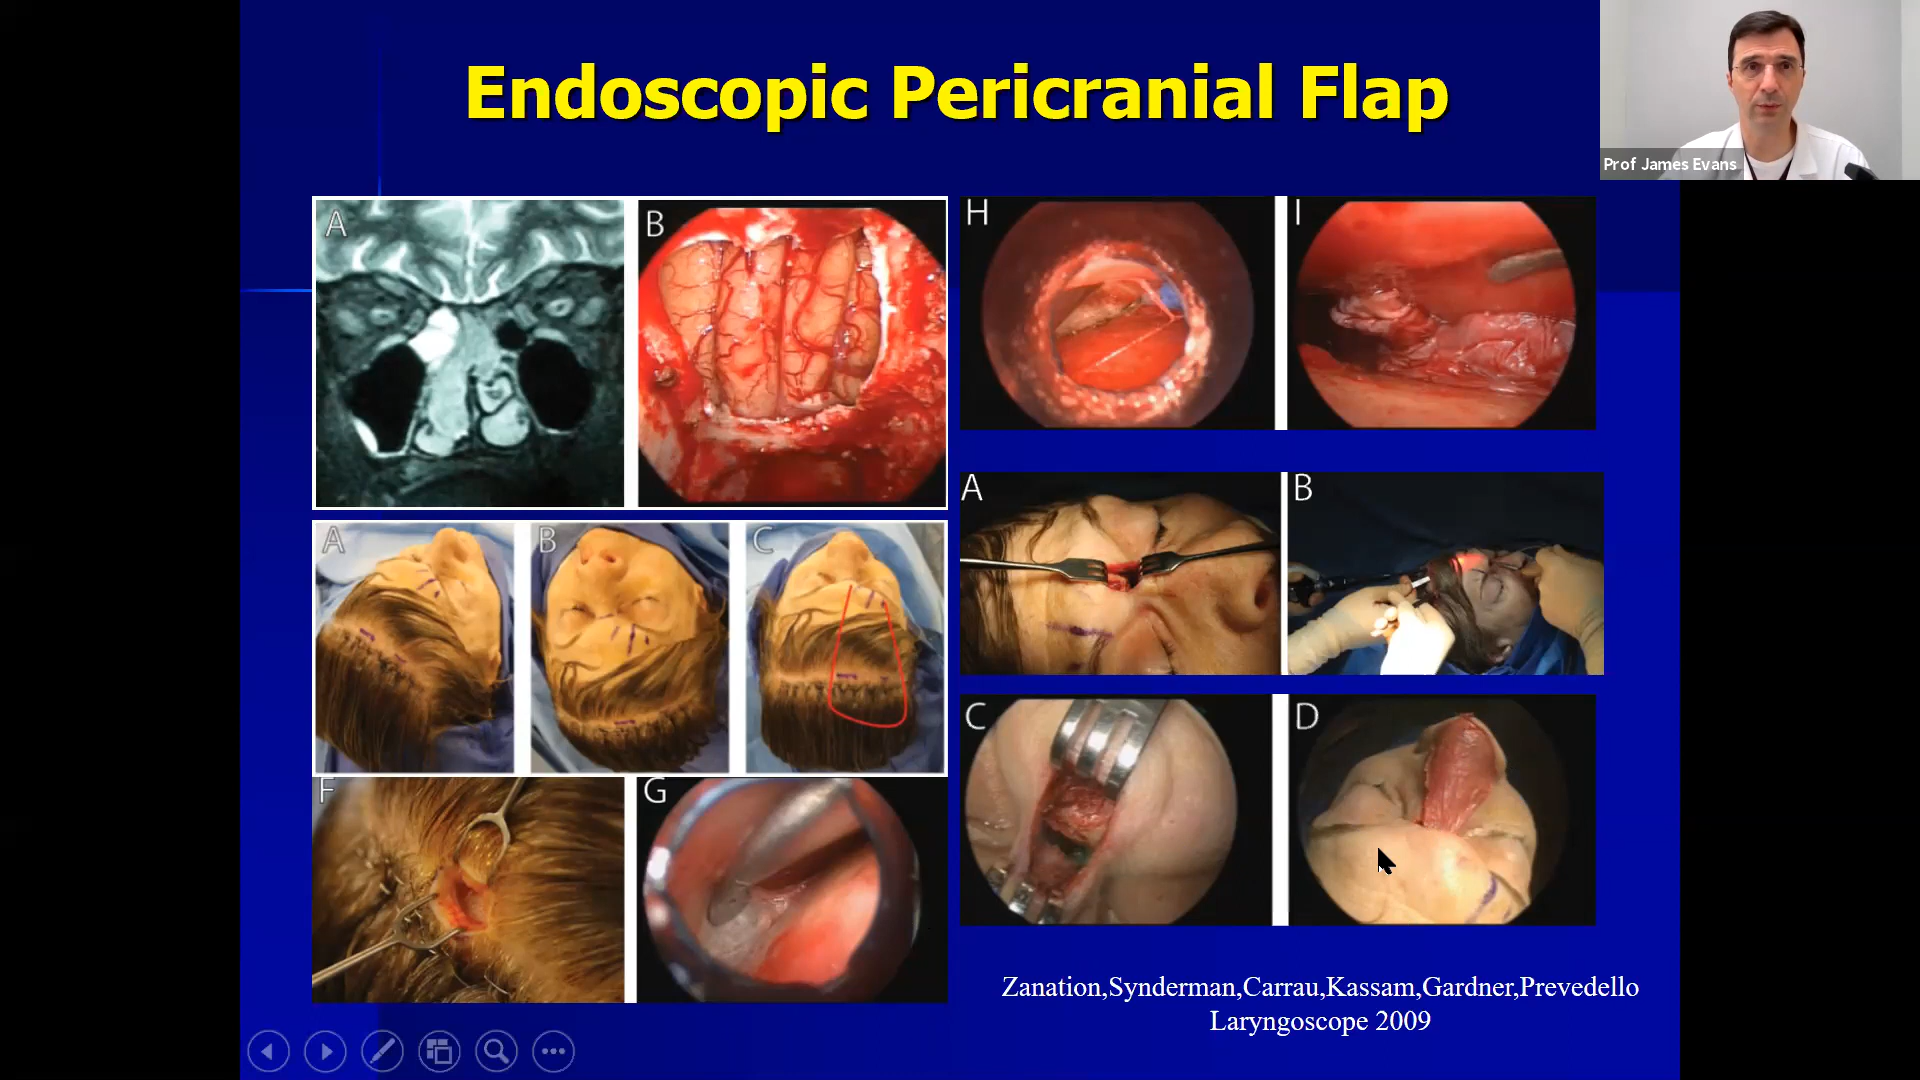 Endoscopic Pericranial Flap
Prof James Evans
A
B
H
I
A
B
C
A
B
F
G
C
D
Zanation,Synderman,Carrau,Kassam,Gardner,Prevedello
Laryngoscope 2009